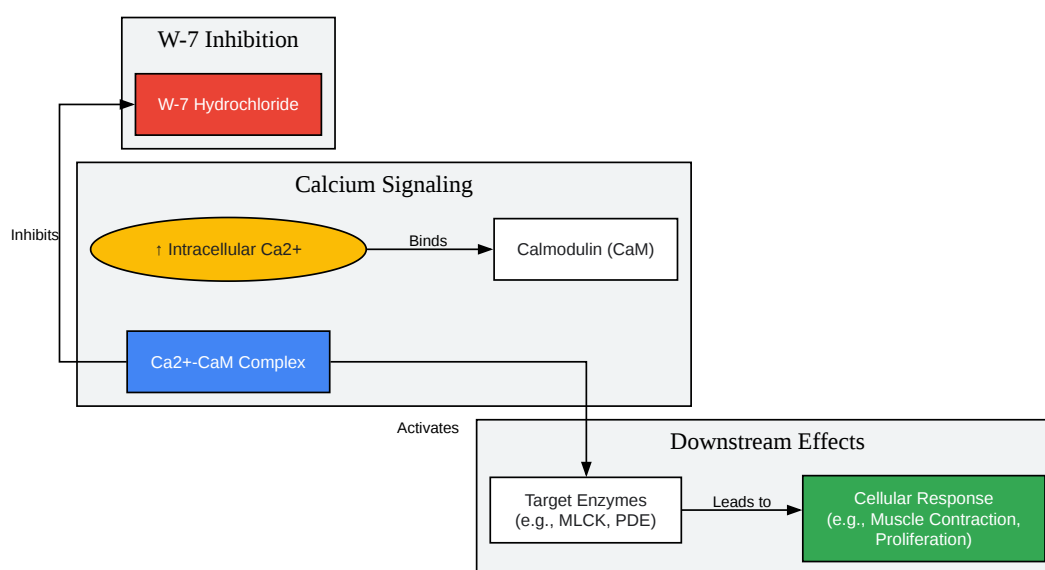 W-7 Inhibition
W-7 Hydrochloride
Inhibits
Calcium Signaling
↑ Intracellular Ca2+
Binds
Calmodulin (CaM)
Ca2+-CaM Complex
Activates
Downstream Effects
Target Enzymes
(e.g., MLCK, PDE)
Leads to
Cellular Response
(e.g., Muscle Contraction,
Proliferation)